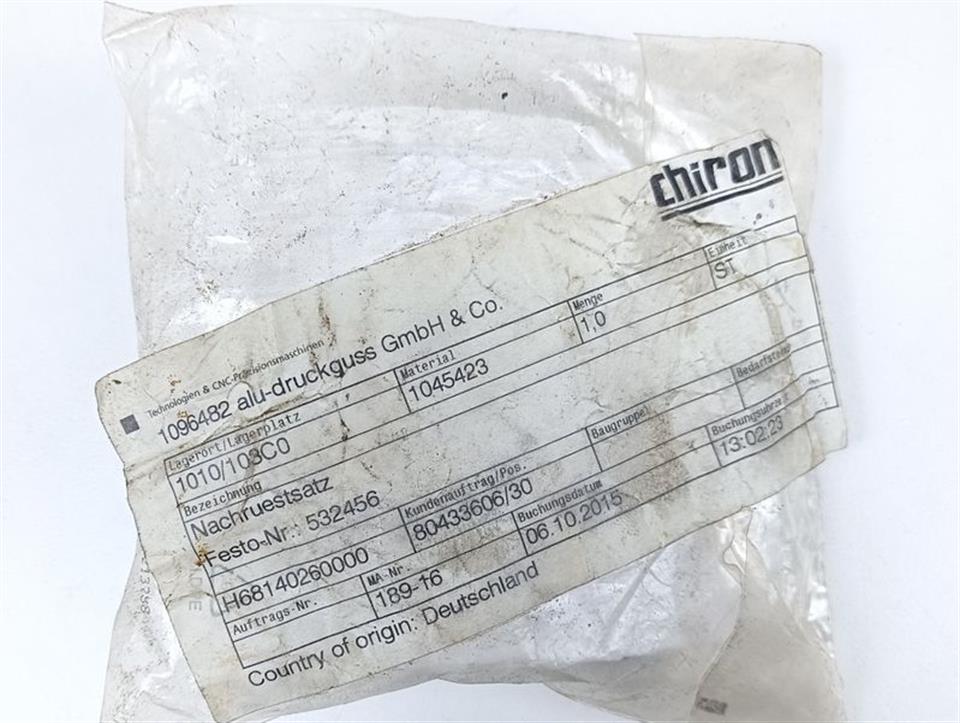 chiron
Technologien & CNC-Präzisionsmaschinen
1096482 alu-druckguss GmbH & Co.
Lagerort/Lagerplatz Material Menge Einheit
1010/103C0 1045423 1,0 ST
Bezeichnung
Nachruestsatz
Festo-Nr.: 532456
Kundenauftrag/Pos. Baugruppe
H68140260000 80433606/30
Auftrags-Nr. MA-Nr. Buchungsdatum Buchungsuhrzeit
189-16 06.10.2015 13:02:23
Country of origin: Deutschland